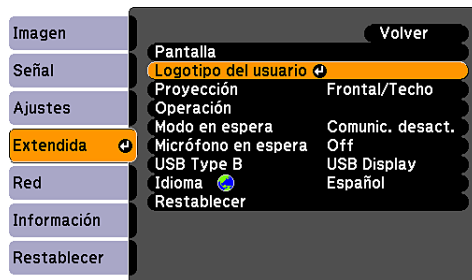 Imagen
Señal
Ajustes
Extendida
Red
Información
Restablecer
Volver
Pantalla
Logotipo del usuario
Proyección Frontal/Techo
Operación
Modo en espera Comunic. desact.
Micrófono en espera Off
USB Type B USB Display
Idioma Español
Restablecer